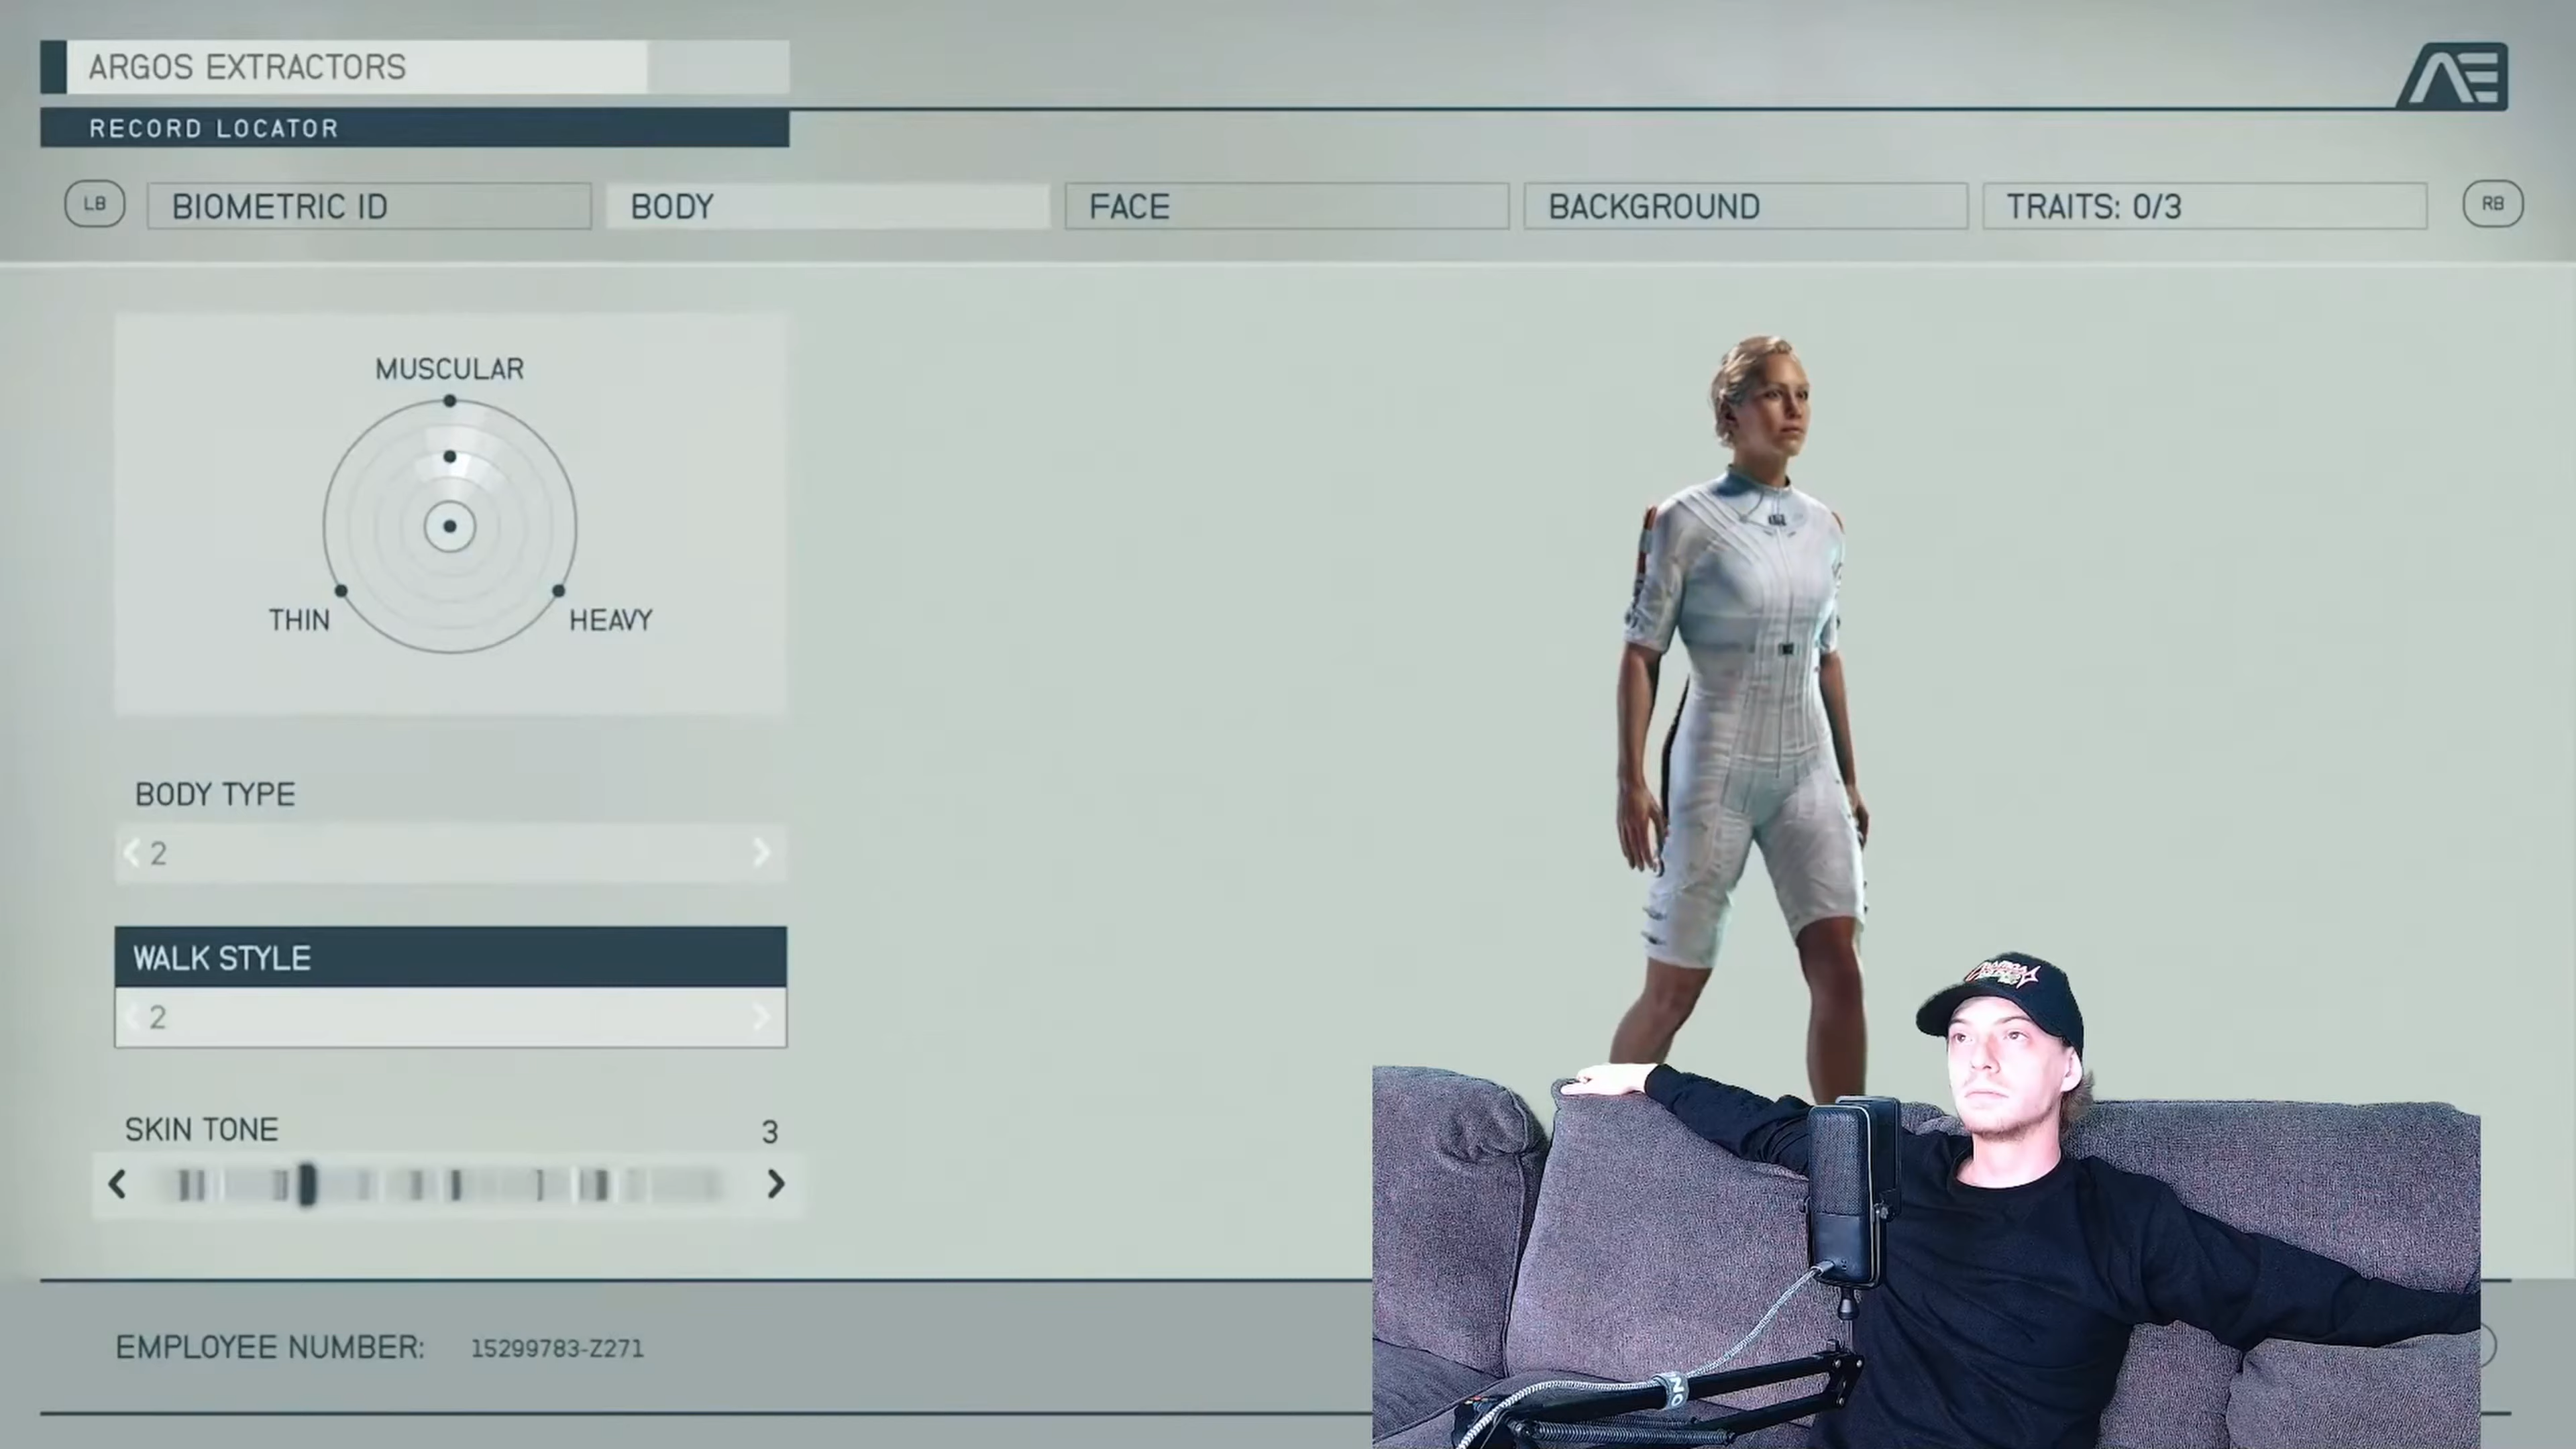 ARGOS EXTRACTORS
RECORD LOCATOR
LB
BIOMETRIC ID
BODY
FACE
BACKGROUND
TRAITS: 0/3
RB
MUSCULAR
THIN
HEAVY
BODY TYPE
2
WALK STYLE
2
SKIN TONE
3
EMPLOYEE NUMBER: 15299783-Z271